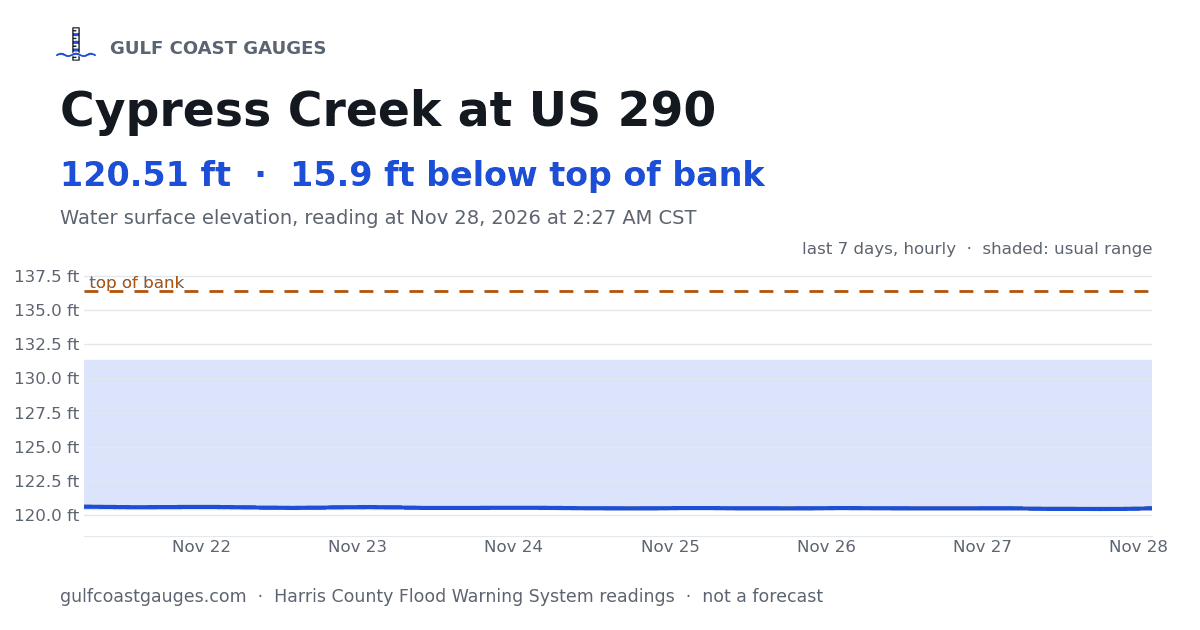 GULF COAST GAUGES
Cypress Creek at US 290
120.51 ft · 15.9 ft below top of bank
Water surface elevation, reading at Nov 28, 2026 at 2:27 AM CST
last 7 days, hourly · shaded: usual range
137.5 ft
top of bank
135.0 ft
132.5 ft
130.0 ft
127.5 ft
125.0 ft
122.5 ft
120.0 ft
Nov 22 Nov 23 Nov 24 Nov 25 Nov 26 Nov 27 Nov 28
gulfcoastgauges.com · Harris County Flood Warning System readings · not a forecast